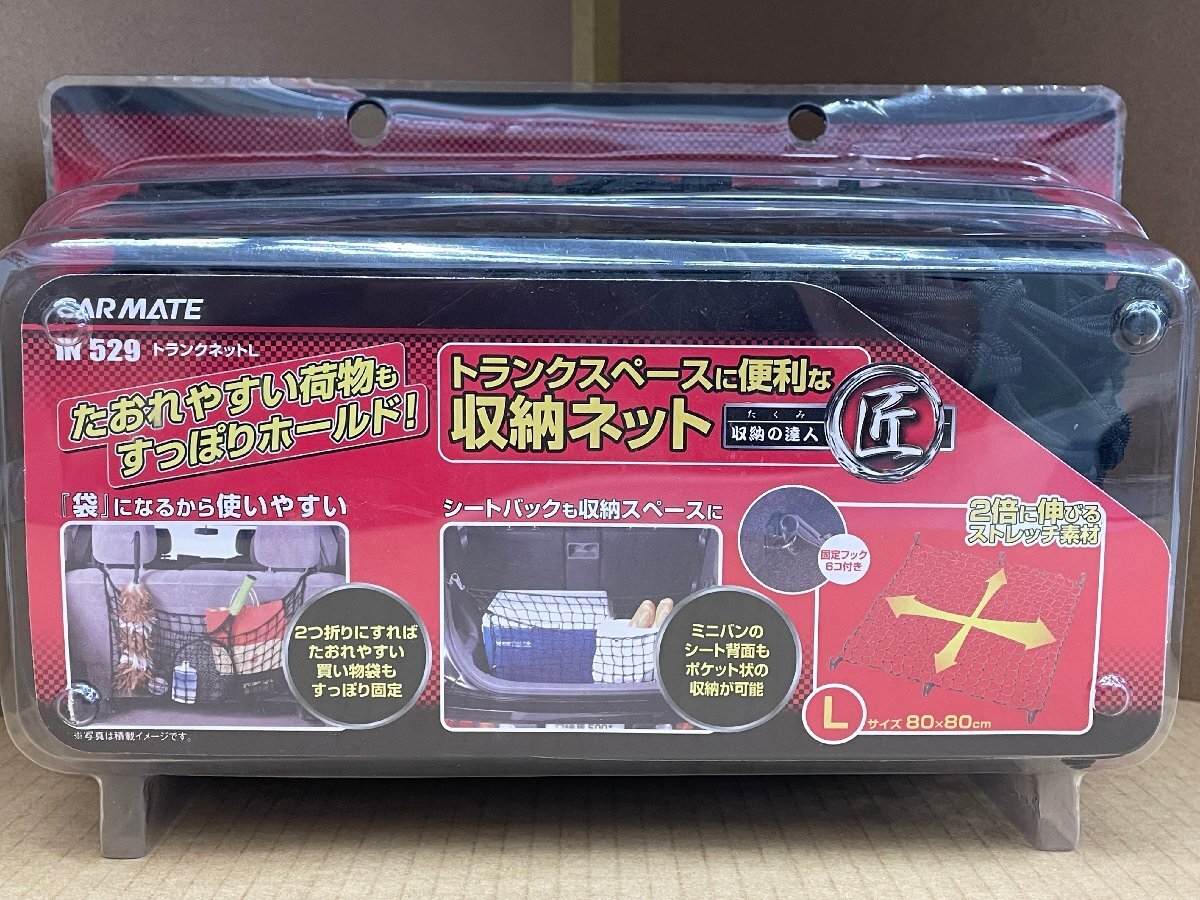 CARMATE
IN 529 トランクネットL
たおれやすい荷物も
すっぽりホールド!
トランクスペースに便利な
収納ネット
たくみ
収納の達人 匠
『袋』になるから使いやすい
シートバックも収納スペースに
固定フック
6コ付き
2倍に伸びる
ストレッチ素材
2つ折りにすれば
たおれやすい
買い物袋も
すっぽり固定
ミニバンの
シート背面も
ポケット状の
収納が可能
L サイズ 80×80cm
※写真は積載イメージです。